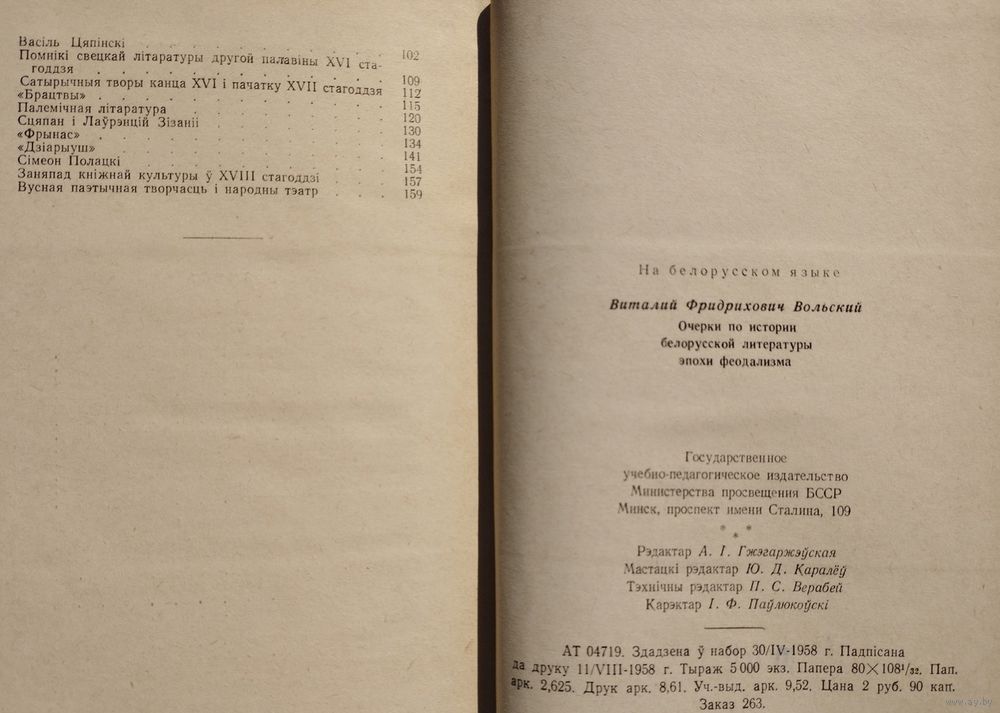 Васіль Цяпінскі . . . . . . . . . . 102
Помнікі свецкай літаратуры другой палавіны XVI ста-
годдзя . . . . . . . . . . 109
Сатырычныя творы канца XVI і пачатку XVII стагоддзя 112
«Брацтвы» . . . . . . . . . . 115
Палемічная літаратура . . . . . . . . 120
Сцяпан і Лаўрэнцій Зізаніі . . . . . . . 130
«Фрынас» . . . . . . . . . . 134
«Дзіарыуш» . . . . . . . . . . 141
Сімеон Полацкі . . . . . . . . . 154
Заняпад кніжнай культуры ў XVIII стагоддзі . . . 157
Вусная паэтычная творчасць і народны тэатр . . . 159
На белорусском языке
Виталий Фридрихович Вольский
Очерки по истории
белорусской литературы
эпохи феодализма
Государственное
учебно-педагогическое издательство
Министерства просвещения БССР
Минск, проспект имени Сталина, 109
* *
*
Рэдактар А. І. Гжэгаржэўская
Мастацкі рэдактар Ю. Д. Каралёў
Тэхнічны рэдактар П. С. Верабей
Карэктар І. Ф. Паўлюкоўскі
АТ 04719. Здадзена ў набор 30/IV-1958 г. Падпісана
да друку 11/VIII-1958 г. Тыраж 5 000 экз. Папера 80×108¹/₃₂. Пап.
арк. 2,625. Друк арк. 8,61. Уч.-выд. арк. 9,52. Цана 2 руб. 90 кап.
Заказ 263.
www.ay.by